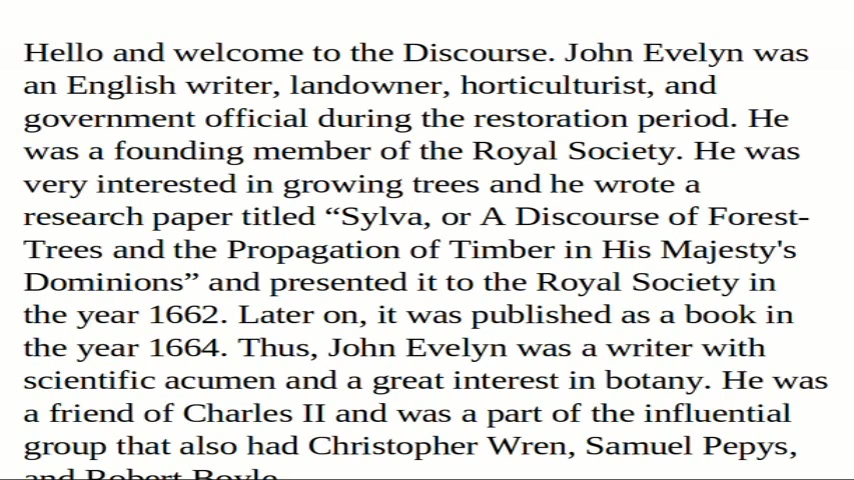 Hello and welcome to the Discourse. John Evelyn was
an English writer, landowner, horticulturist, and
government official during the restoration period. He
was a founding member of the Royal Society. He was
very interested in growing trees and he wrote a
research paper titled “Sylva, or A Discourse of Forest-
Trees and the Propagation of Timber in His Majesty's
Dominions” and presented it to the Royal Society in
the year 1662. Later on, it was published as a book in
the year 1664. Thus, John Evelyn was a writer with
scientific acumen and a great interest in botany. He was
a friend of Charles II and was a part of the influential
group that also had Christopher Wren, Samuel Pepys,
and Robert Boyle.